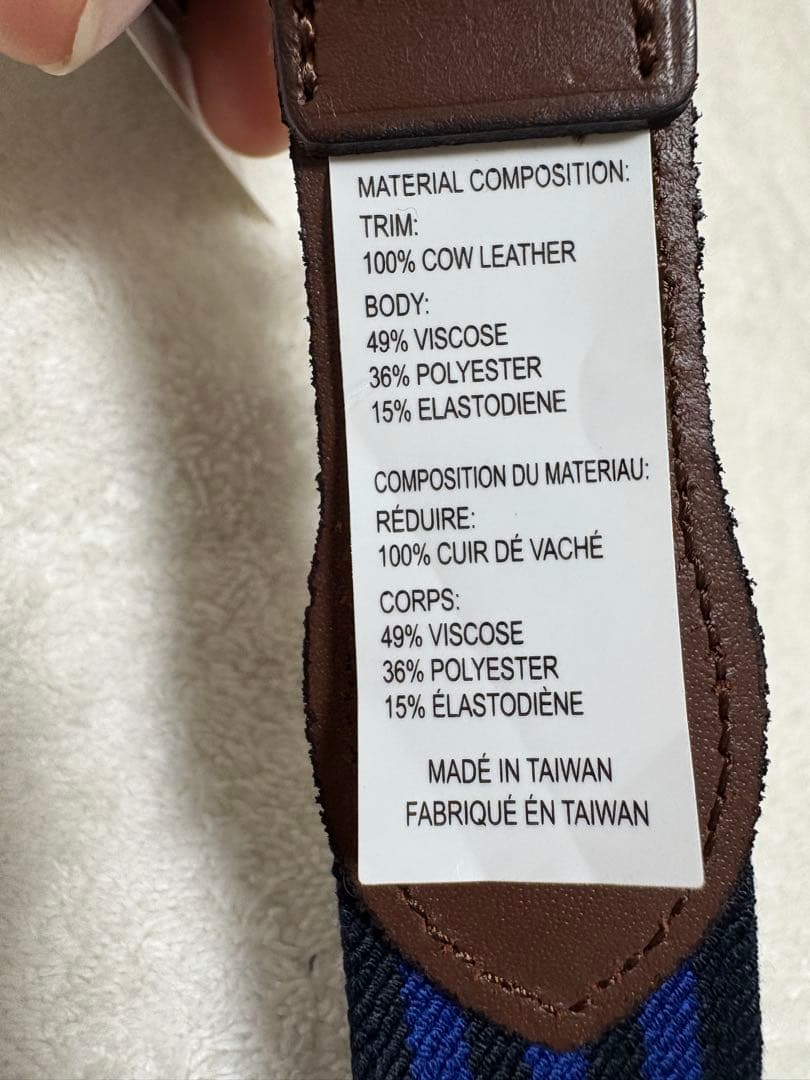 MATERIAL COMPOSITION:
TRIM:
100% COW LEATHER
BODY:
49% VISCOSE
36% POLYESTER
15% ELASTODIENE
COMPOSITION DU MATERIAU:
RÉDUIRE:
100% CUIR DÉ VACHÉ
CORPS:
49% VISCOSE
36% POLYESTER
15% ÉLASTODIÈNE
MADÉ IN TAIWAN
FABRIQUÉ ÉN TAIWAN